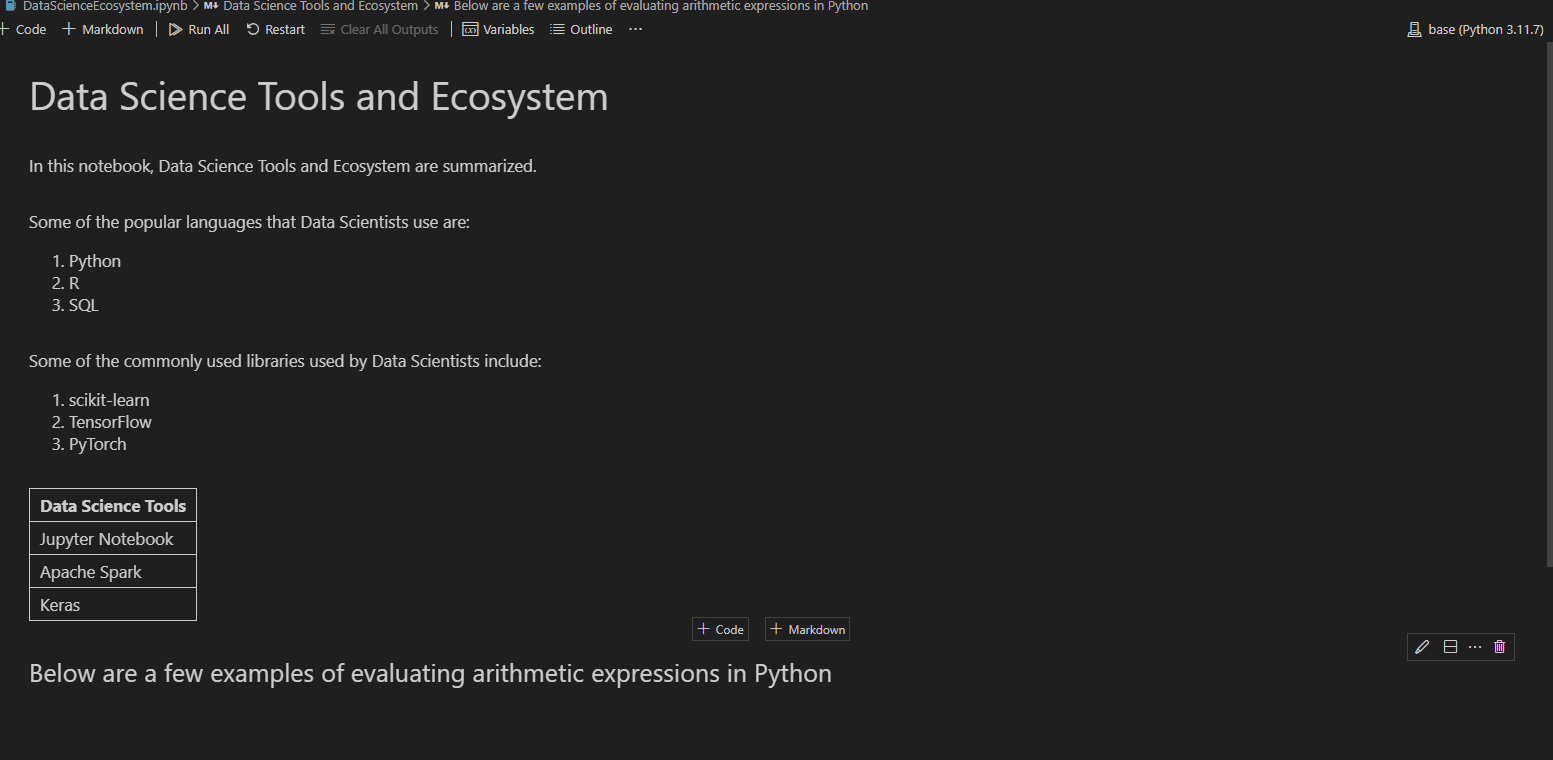 DataScienceEcosystem.ipynb > M↓ Data Science Tools and Ecosystem > M↓ Below are a few examples of evaluating arithmetic expressions in Python
+ Code + Markdown | Run All Restart Clear All Outputs | Variables Outline ... base (Python 3.11.7)
Data Science Tools and Ecosystem
In this notebook, Data Science Tools and Ecosystem are summarized.
Some of the popular languages that Data Scientists use are:
1. Python
2. R
3. SQL
Some of the commonly used libraries used by Data Scientists include:
1. scikit-learn
2. TensorFlow
3. PyTorch
Data Science Tools
Jupyter Notebook
Apache Spark
Keras
+ Code + Markdown
Below are a few examples of evaluating arithmetic expressions in Python